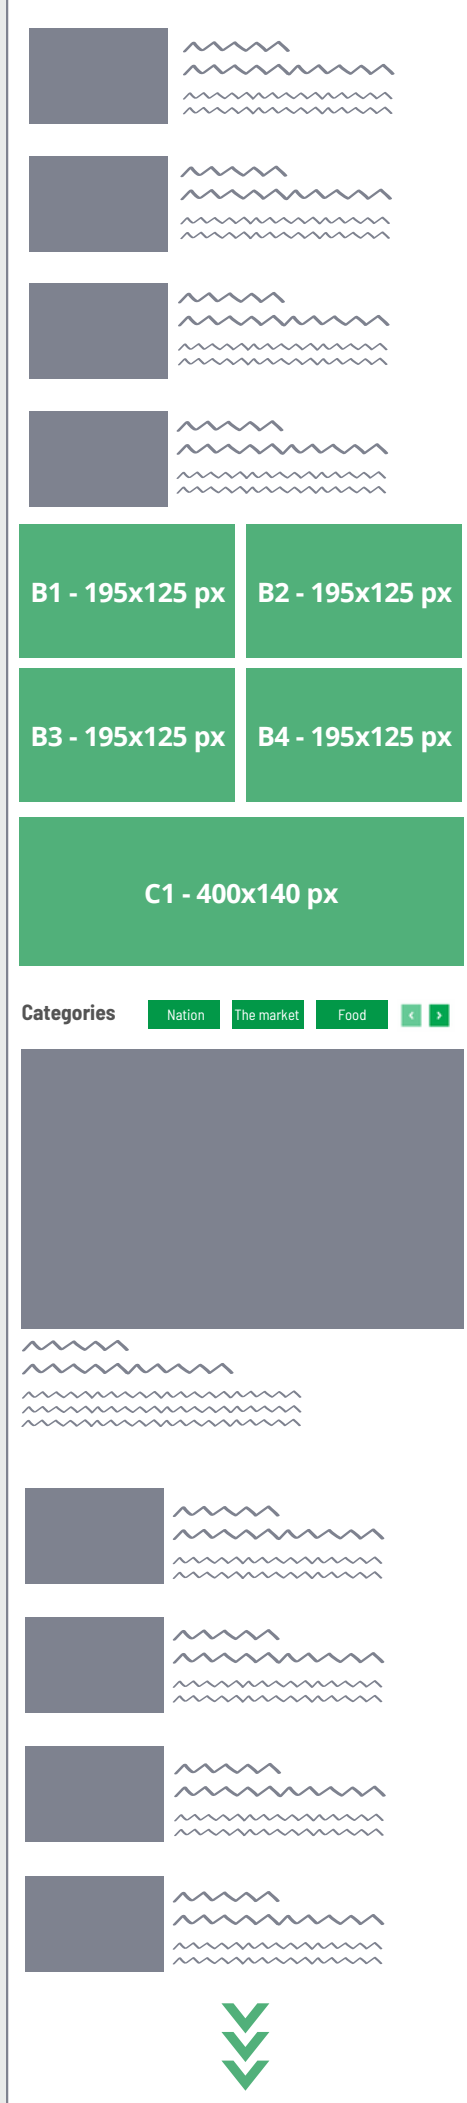 B1 - 195x125 px
B2 - 195x125 px
B3 - 195x125 px
B4 - 195x125 px
C1 - 400x140 px
Categories
Nation
The market
Food
‹
›